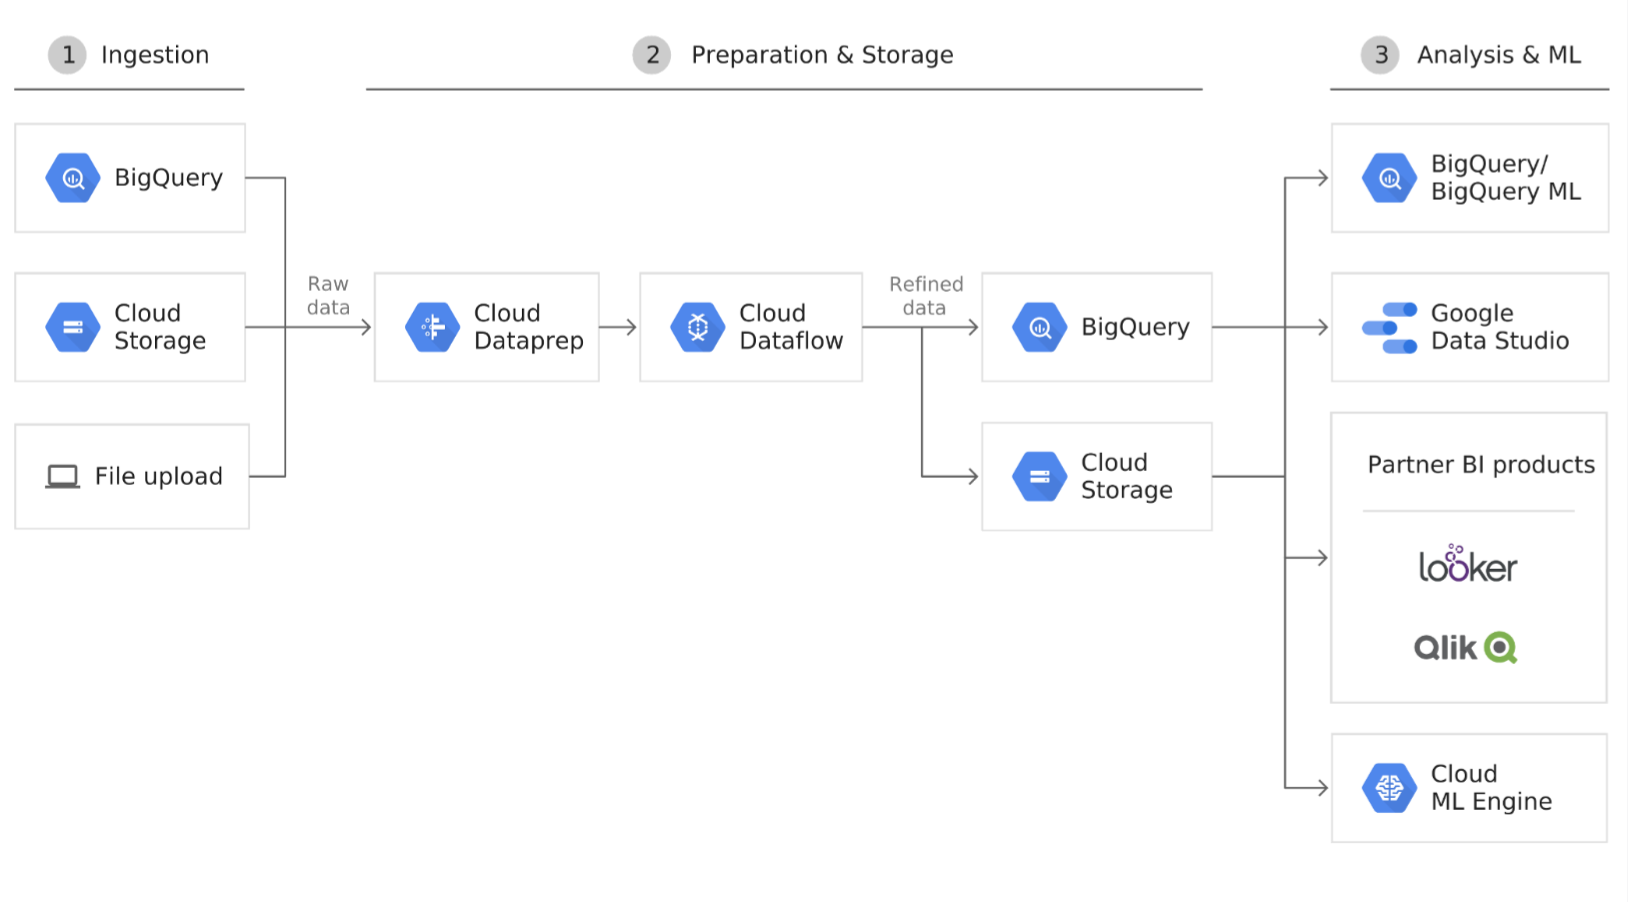 1 Ingestion
2 Preparation & Storage
3 Analysis & ML
BigQuery
Cloud
Storage
File upload
Raw
data
Cloud
Dataprep
Cloud
Dataflow
Refined
data
BigQuery
Cloud
Storage
BigQuery/
BigQuery ML
Google
Data Studio
Partner BI products
looker
Qlik
Cloud
ML Engine